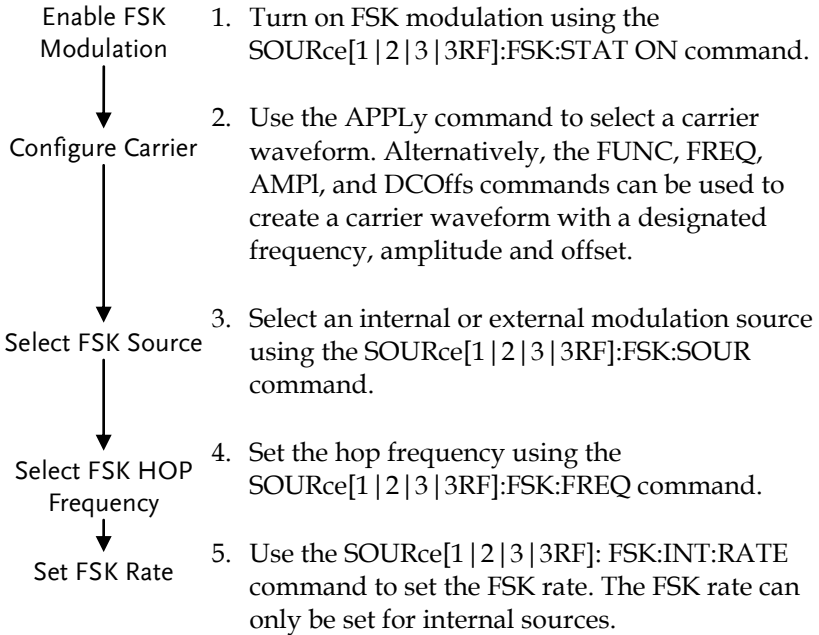 Enable FSK
Modulation
1. Turn on FSK modulation using the
SOURce[1|2|3|3RF]:FSK:STAT ON command.
Configure Carrier
2. Use the APPLy command to select a carrier
waveform. Alternatively, the FUNC, FREQ,
AMPl, and DCOffs commands can be used to
create a carrier waveform with a designated
frequency, amplitude and offset.
Select FSK Source
3. Select an internal or external modulation source
using the SOURce[1|2|3|3RF]:FSK:SOUR
command.
Select FSK HOP
Frequency
4. Set the hop frequency using the
SOURce[1|2|3|3RF]:FSK:FREQ command.
Set FSK Rate
5. Use the SOURce[1|2|3|3RF]: FSK:INT:RATE
command to set the FSK rate. The FSK rate can
only be set for internal sources.